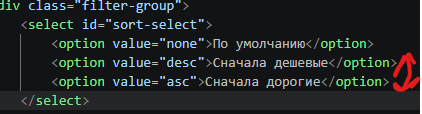 div class="filter-group">
<select id="sort-select">
<option value="none">По умолчанию</option>
<option value="desc">Сначала дешевые</option>
<option value="asc">Сначала дорогие</option>
</select>